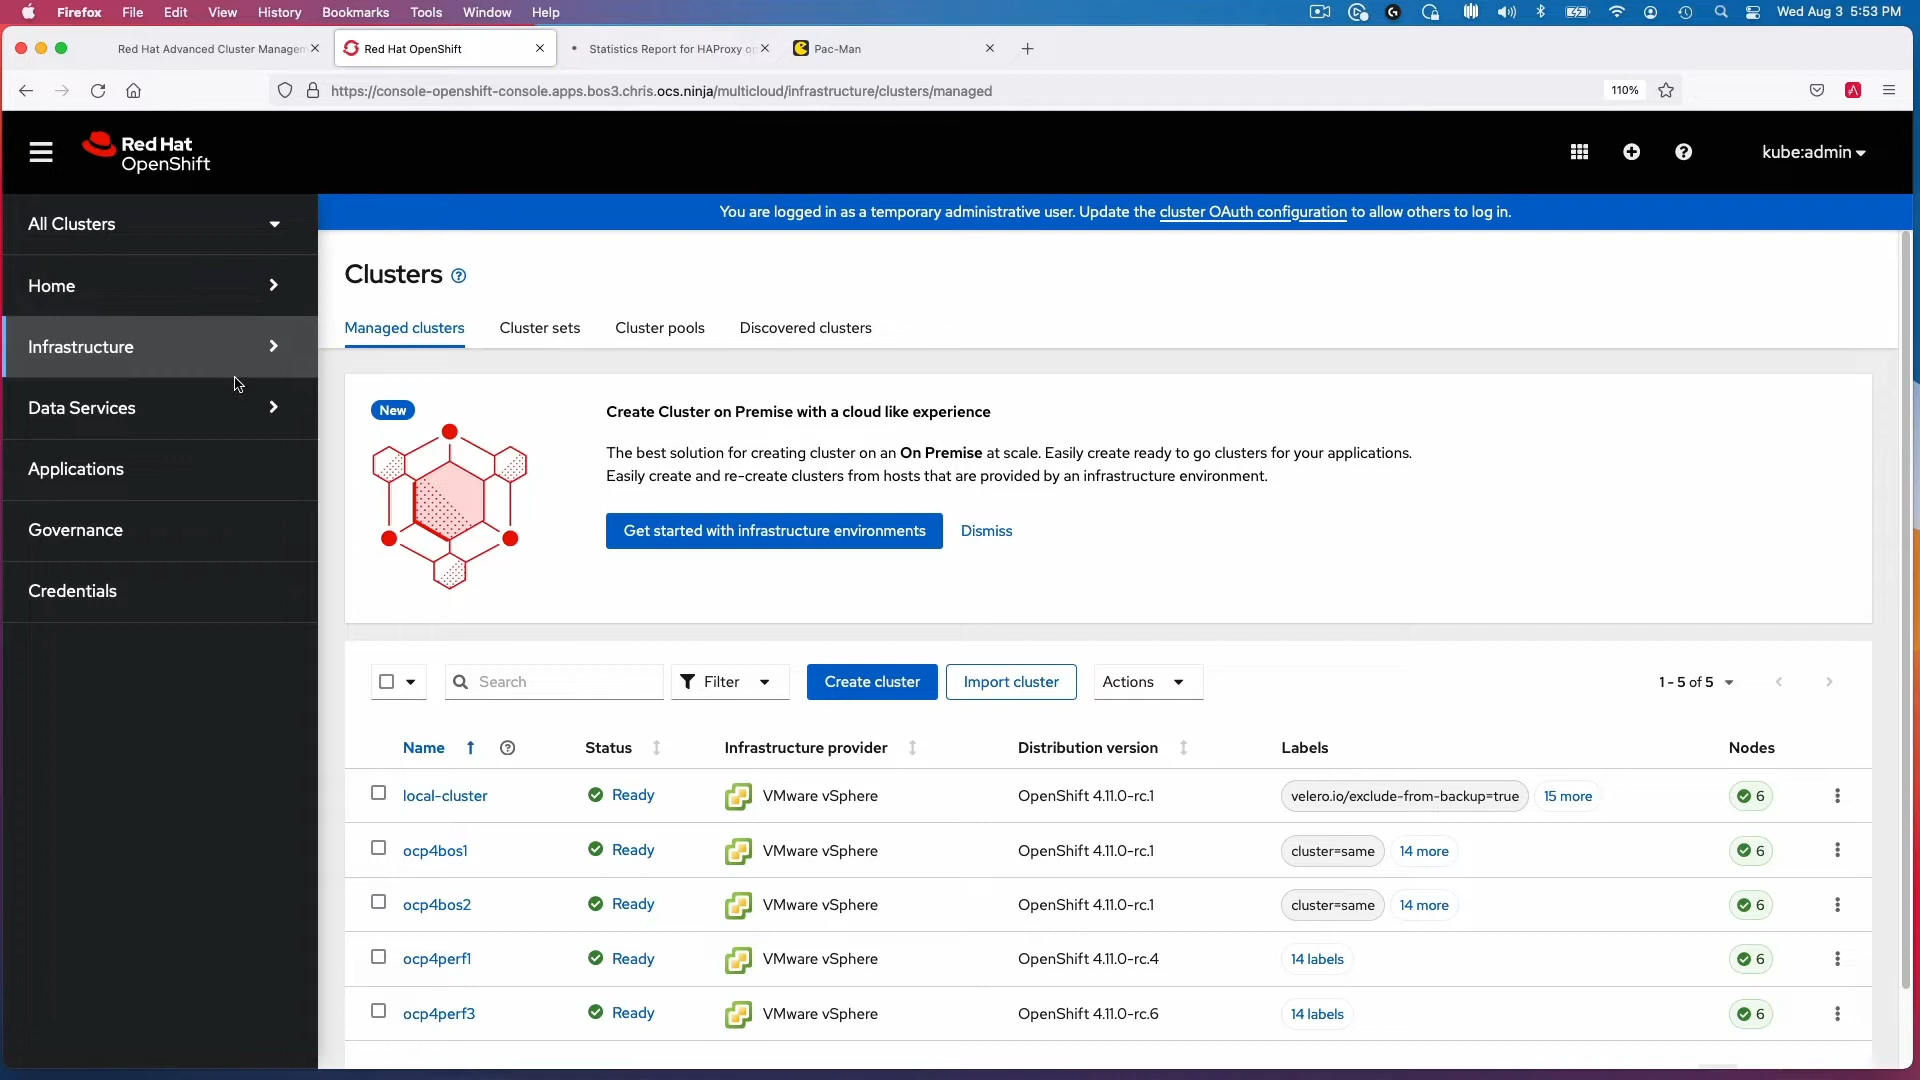 Firefox File Edit View History Bookmarks Tools Window Help Wed Aug 3 5:53 PM
Red Hat Advanced Cluster Managem Red Hat OpenShift Statistics Report for HAProxy o Pac-Man
https://console-openshift-console.apps.bos3.chris.ocs.ninja/multicloud/infrastructure/clusters/managed 110%
Red Hat
OpenShift
kube:admin
You are logged in as a temporary administrative user. Update the cluster OAuth configuration to allow others to log in.
All Clusters
Home
Infrastructure
Data Services
Applications
Governance
Credentials
Clusters
Managed clusters Cluster sets Cluster pools Discovered clusters
New
Create Cluster on Premise with a cloud like experience
The best solution for creating cluster on an On Premise at scale. Easily create ready to go clusters for your applications.
Easily create and re-create clusters from hosts that are provided by an infrastructure environment.
Get started with infrastructure environments Dismiss
Search Filter Create cluster Import cluster Actions 1 - 5 of 5
Name Status Infrastructure provider Distribution version Labels Nodes
local-cluster Ready VMware vSphere OpenShift 4.11.0-rc.1 velero.io/exclude-from-backup=true 15 more 6
ocp4bos1 Ready VMware vSphere OpenShift 4.11.0-rc.1 cluster=same 14 more 6
ocp4bos2 Ready VMware vSphere OpenShift 4.11.0-rc.1 cluster=same 14 more 6
ocp4perf1 Ready VMware vSphere OpenShift 4.11.0-rc.4 14 labels 6
ocp4perf3 Ready VMware vSphere OpenShift 4.11.0-rc.6 14 labels 6